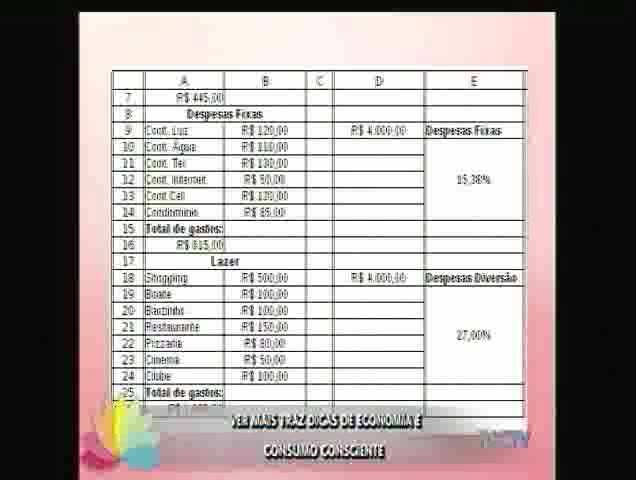 A B C D E
7 R$ 445,00
8 Despesas Fixas
9 Cont. Luz R$ 120,00 R$ 4.000,00 Despesas Fixas
10 Cont. Água R$ 110,00
11 Cont. Tel R$ 130,00
12 Cont. Internet R$ 50,00 15,38%
13 Cont.Cell R$ 120,00
14 Condomínio R$ 85,00
15 Total de gastos:
16 R$ 615,00
17 Lazer
18 Shopping R$ 500,00 R$ 4.000,00 Despesas Diversão
19 Boate R$ 100,00
20 Barzinho R$ 100,00
21 Restaurante R$ 150,00
22 Pizzaria R$ 80,00 27,00%
23 Cinema R$ 50,00
24 Clube R$ 100,00
25 Total de gastos:
VER MAIS TRAZ DICAS DE ECONOMIA E
CONSUMO CONSCIENTE